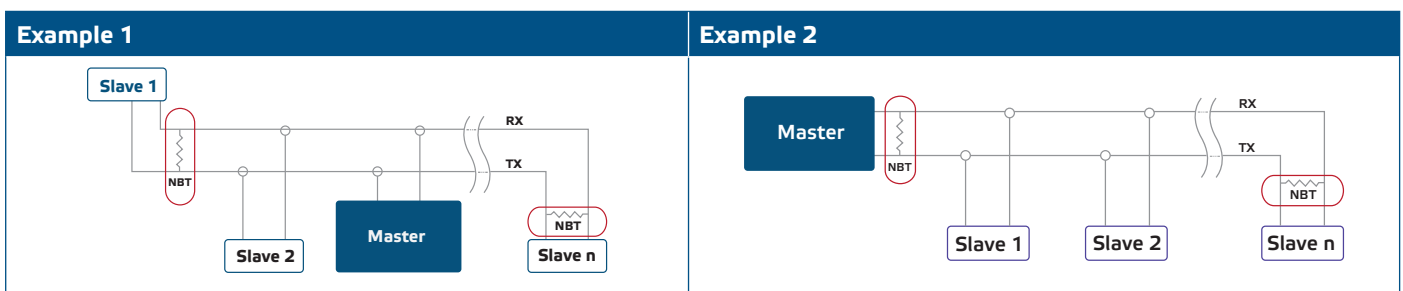 Example 1
Slave 1
RX
TX
NBT
NBT
Master
Slave 2
Slave n
Example 2
Master
RX
TX
NBT
NBT
Slave 1
Slave 2
Slave n